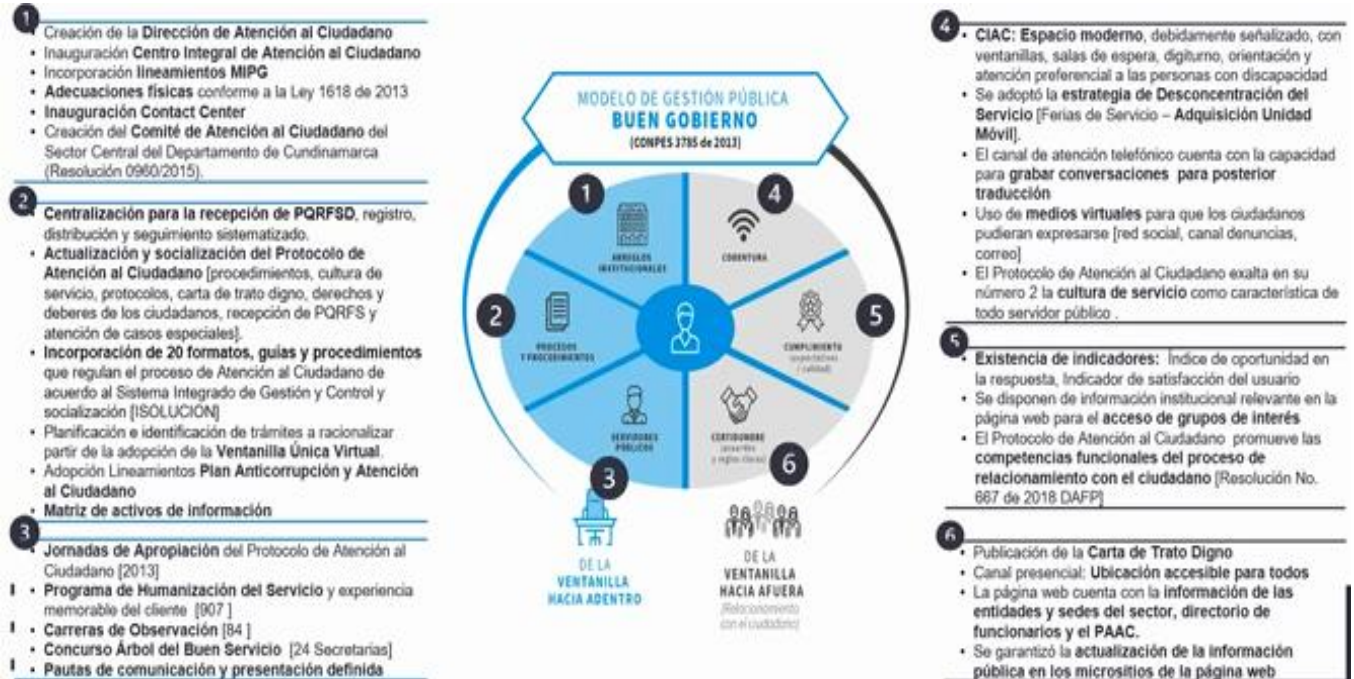 1
• Creación de la Dirección de Atención al Ciudadano
• Inauguración Centro Integral de Atención al Ciudadano
• Incorporación lineamientos MIPG
• Adecuaciones físicas conforme a la Ley 1618 de 2013
• Inauguración Contact Center
• Creación del Comité de Atención al Ciudadano del
Sector Central del Departamento de Cundinamarca
(Resolución 0960/2015).
2
• Centralización para la recepción de PQRFSD, registro,
distribución y seguimiento sistematizado.
• Actualización y socialización del Protocolo de
Atención al Ciudadano [procedimientos, cultura de
servicio, protocolos, carta de trato digno, derechos y
deberes de los ciudadanos, recepción de PQRFS y
atención de casos especiales].
• Incorporación de 20 formatos, guías y procedimientos
que regulan el proceso de Atención al Ciudadano de
acuerdo al Sistema Integrado de Gestión y Control y
socialización [ISOLUCIÓN]
• Planificación e identificación de trámites a racionalizar
partir de la adopción de la Ventanilla Única Virtual.
• Adopción Lineamientos Plan Anticorrupción y Atención
al Ciudadano
• Matriz de activos de información
3
• Jornadas de Apropiación del Protocolo de Atención al
Ciudadano [2013]
• Programa de Humanización del Servicio y experiencia
memorable del cliente [907 ]
• Carreras de Observación [84 ]
• Concurso Árbol del Buen Servicio [24 Secretarias]
• Pautas de comunicación y presentación definida
MODELO DE GESTIÓN PÚBLICA
BUEN GOBIERNO
(CONPES 3785 de 2013)
1
ARREGLOS
INSTITUCIONALES
2
PROCESOS
Y PROCEDIMIENTOS
3
SERVIDORES
PÚBLICOS
4
COBERTURA
5
CUMPLIMIENTO
(expectativas
/ calidad)
6
CERTIDUMBRE
(acuerdos
y reglas claras)
DE LA
VENTANILLA
HACIA ADENTRO
DE LA
VENTANILLA
HACIA AFUERA
(Relacionamiento
con el ciudadano)
4
• CIAC: Espacio moderno, debidamente señalizado, con
ventanillas, salas de espera, digiturno, orientación y
atención preferencial a las personas con discapacidad
• Se adoptó la estrategia de Desconcentración del
Servicio [Ferias de Servicio – Adquisición Unidad
Móvil].
• El canal de atención telefónico cuenta con la capacidad
para grabar conversaciones para posterior
traducción
• Uso de medios virtuales para que los ciudadanos
pudieran expresarse [red social, canal denuncias,
correo]
• El Protocolo de Atención al Ciudadano exalta en su
número 2 la cultura de servicio como característica de
todo servidor público .
5
• Existencia de indicadores: Índice de oportunidad en
la respuesta, Indicador de satisfacción del usuario
• Se disponen de información institucional relevante en la
página web para el acceso de grupos de interés
• El Protocolo de Atención al Ciudadano promueve las
competencias funcionales del proceso de
relacionamiento con el ciudadano [Resolución No.
667 de 2018 DAFP]
6
• Publicación de la Carta de Trato Digno
• Canal presencial: Ubicación accesible para todos
• La página web cuenta con la información de las
entidades y sedes del sector, directorio de
funcionarios y el PAAC.
• Se garantizó la actualización de la información
pública en los micrositios de la página web